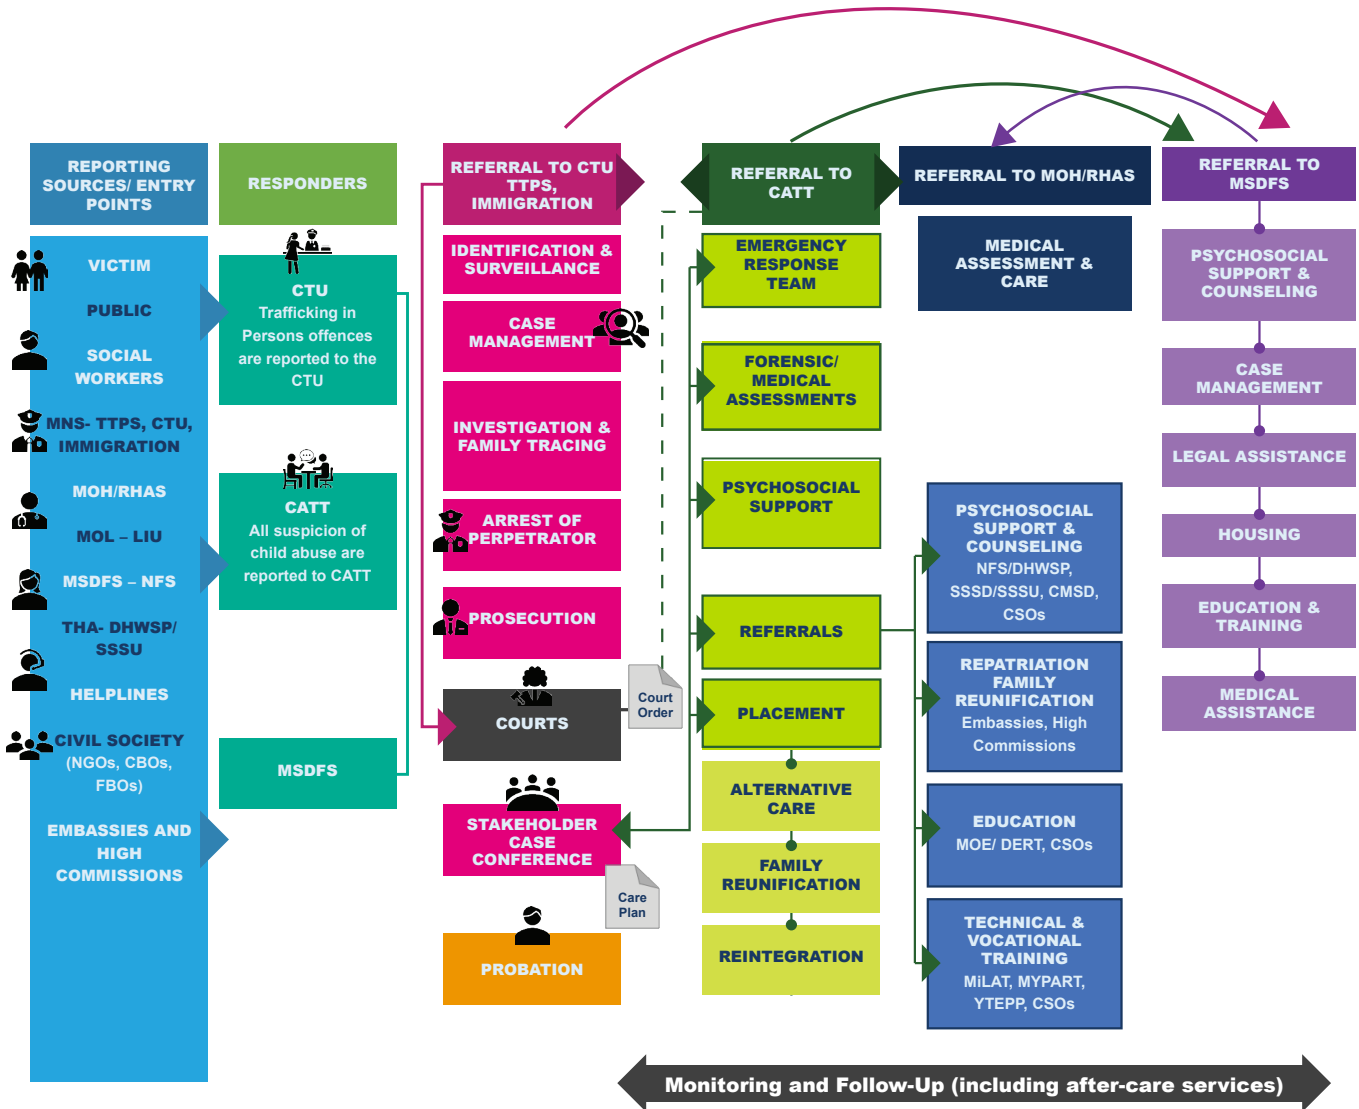 REPORTING
SOURCES/ ENTRY
POINTS
VICTIM
PUBLIC
SOCIAL
WORKERS
MNS- TTPS, CTU,
IMMIGRATION
MOH/RHAS
MOL – LIU
MSDFS – NFS
THA- DHWSP/
SSSU
HELPLINES
CIVIL SOCIETY
(NGOs, CBOs,
FBOs)
EMBASSIES AND
HIGH
COMMISSIONS
RESPONDERS
CTU
Trafficking in
Persons offences
are reported to the
CTU
CATT
All suspicion of
child abuse are
reported to CATT
MSDFS
REFERRAL TO CTU
TTPS,
IMMIGRATION
IDENTIFICATION &
SURVEILLANCE
CASE
MANAGEMENT
INVESTIGATION &
FAMILY TRACING
ARREST OF
PERPETRATOR
PROSECUTION
COURTS
Court
Order
STAKEHOLDER
CASE
CONFERENCE
Care
Plan
PROBATION
REFERRAL TO
CATT
EMERGENCY
RESPONSE
TEAM
FORENSIC/
MEDICAL
ASSESSMENTS
PSYCHOSOCIAL
SUPPORT
REFERRALS
PLACEMENT
ALTERNATIVE
CARE
FAMILY
REUNIFICATION
REINTEGRATION
REFERRAL TO MOH/RHAS
MEDICAL
ASSESSMENT &
CARE
PSYCHOSOCIAL
SUPPORT &
COUNSELING
NFS/DHWSP,
SSSD/SSSU, CMSD,
CSOs
REPATRIATION
FAMILY
REUNIFICATION
Embassies, High
Commissions
EDUCATION
MOE/ DERT, CSOs
TECHNICAL &
VOCATIONAL
TRAINING
MiLAT, MYPART,
YTEPP, CSOs
REFERRAL TO
MSDFS
PSYCHOSOCIAL
SUPPORT &
COUNSELING
CASE
MANAGEMENT
LEGAL ASSISTANCE
HOUSING
EDUCATION &
TRAINING
MEDICAL
ASSISTANCE
Monitoring and Follow-Up (including after-care services)